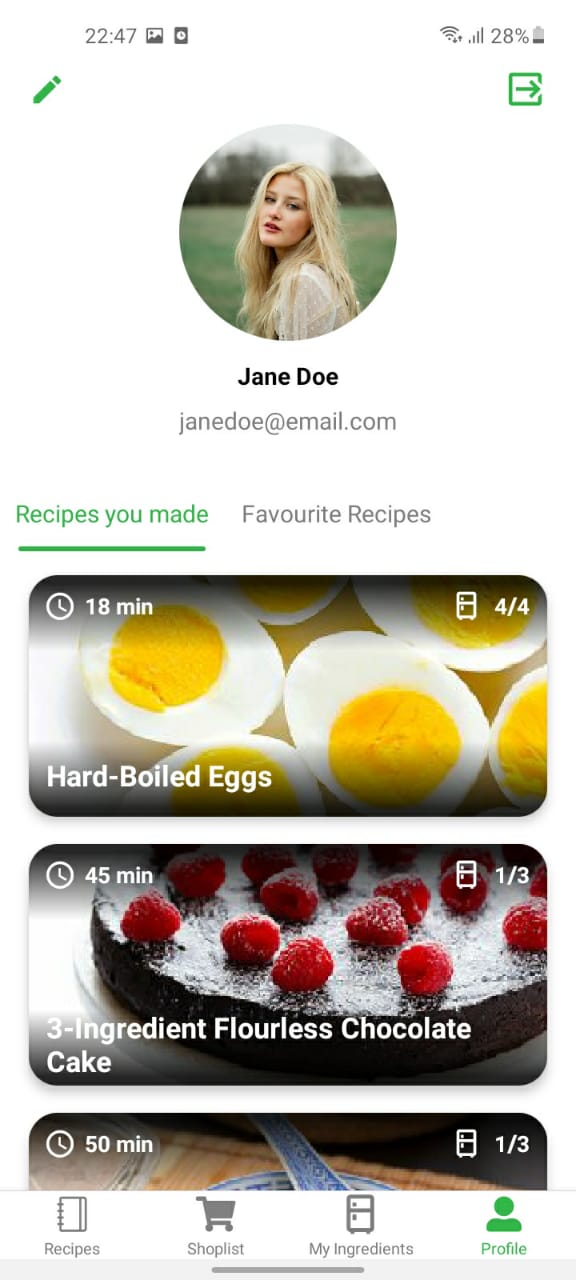 22:47
28%
Jane Doe
janedoe@email.com
Recipes you made
Favourite Recipes
18 min
4/4
Hard-Boiled Eggs
45 min
1/3
3-Ingredient Flourless Chocolate
Cake
50 min
1/3
Recipes
Shoplist
My Ingredients
Profile